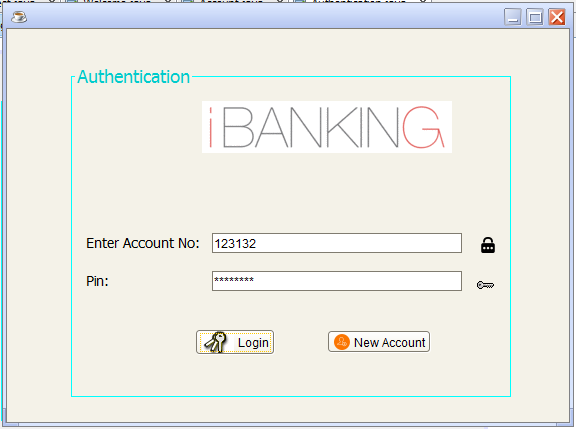 Authentication
iBANKING
Enter Account No: 123132
Pin: ********
Login New Account